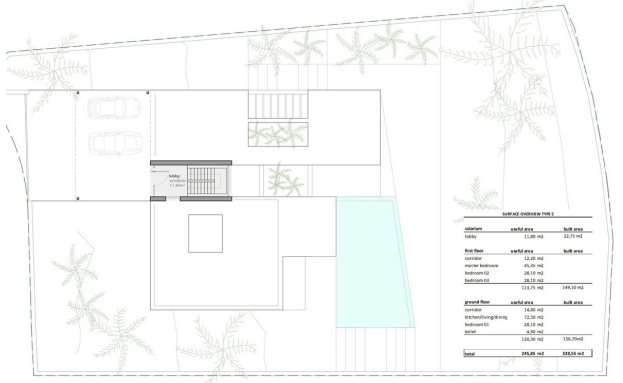 lobby:
vestibule
11,80m2
SURFACE OVERVIEW TYPE C
solarium useful area built area
lobby 11,80 m2 22,75 m2
first floor useful area built area
corridor 12,20 m2
master bedroom 45,35 m2
bedroom 02 28,10 m2
bedroom 03 28,10 m2
113,75 m2 149,10 m2
ground floor useful area built area
corridor 14,80 m2
kitchen/living/dining 72,50 m2
bedroom 01 28,10 m2
toilet 4,90 m2
120,30 m2 156,70m2
total 245,85 m2 328,55 m2